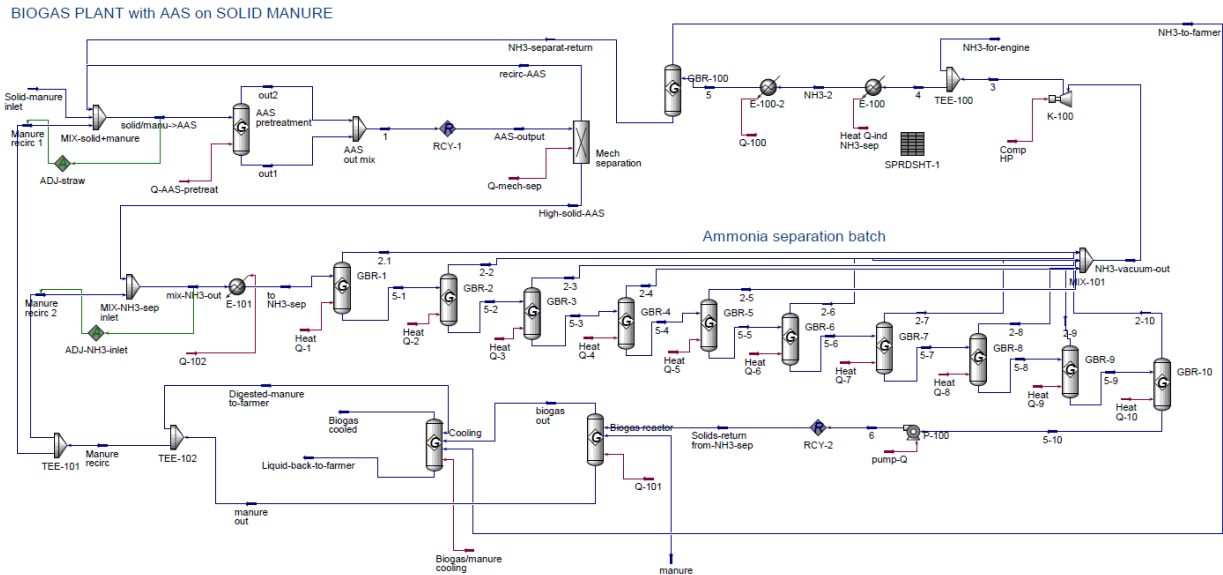 BIOGAS PLANT with AAS on SOLID MANURE
NH3-to-farmer
NH3-separat-return
NH3-for-engine
recirc-AAS
Solid-manure
inlet
out2
GBR-100
5
E-100-2
NH3-2
E-100
4
TEE-100
3
K-100
Manure
recirc 1
MIX-solid+manure
solid/manu->AAS
AAS
pretreatment
1
AAS-output
RCY-1
AAS
out mix
Mech
separation
Q-100
Heat Q-ind
NH3-sep
SPRDSHT-1
Comp
HP
ADJ-straw
out1
Q-AAS-pretreat
Q-mech-sep
High-solid-AAS
Ammonia separation batch
2.1
2-2
2-3
2-4
2-5
2-6
2-7
2-8
2-9
2-10
NH3-vacuum-out
MIX-101
Manure
recirc 2
MIX-NH3-sep
inlet
mix-NH3-out
E-101
to
NH3-sep
GBR-1
GBR-2
GBR-3
GBR-4
GBR-5
GBR-6
GBR-7
GBR-8
GBR-9
GBR-10
5-1
5-2
5-3
5-4
5-5
5-6
5-7
5-8
5-9
5-10
ADJ-NH3-inlet
Q-102
Heat
Q-1
Heat
Q-2
Heat
Q-3
Heat
Q-4
Heat
Q-5
Heat
Q-6
Heat
Q-7
Heat
Q-8
Heat
Q-9
Heat
Q-10
Digested-manure
to-farmer
Biogas
cooled
Cooling
biogas
out
Biogas reactor
Solids-return
from-NH3-sep
RCY-2
6
P-100
pump-Q
TEE-101
Manure
recirc
TEE-102
Liquid-back-to-farmer
Q-101
manure
out
Biogas/manure
cooling
manure